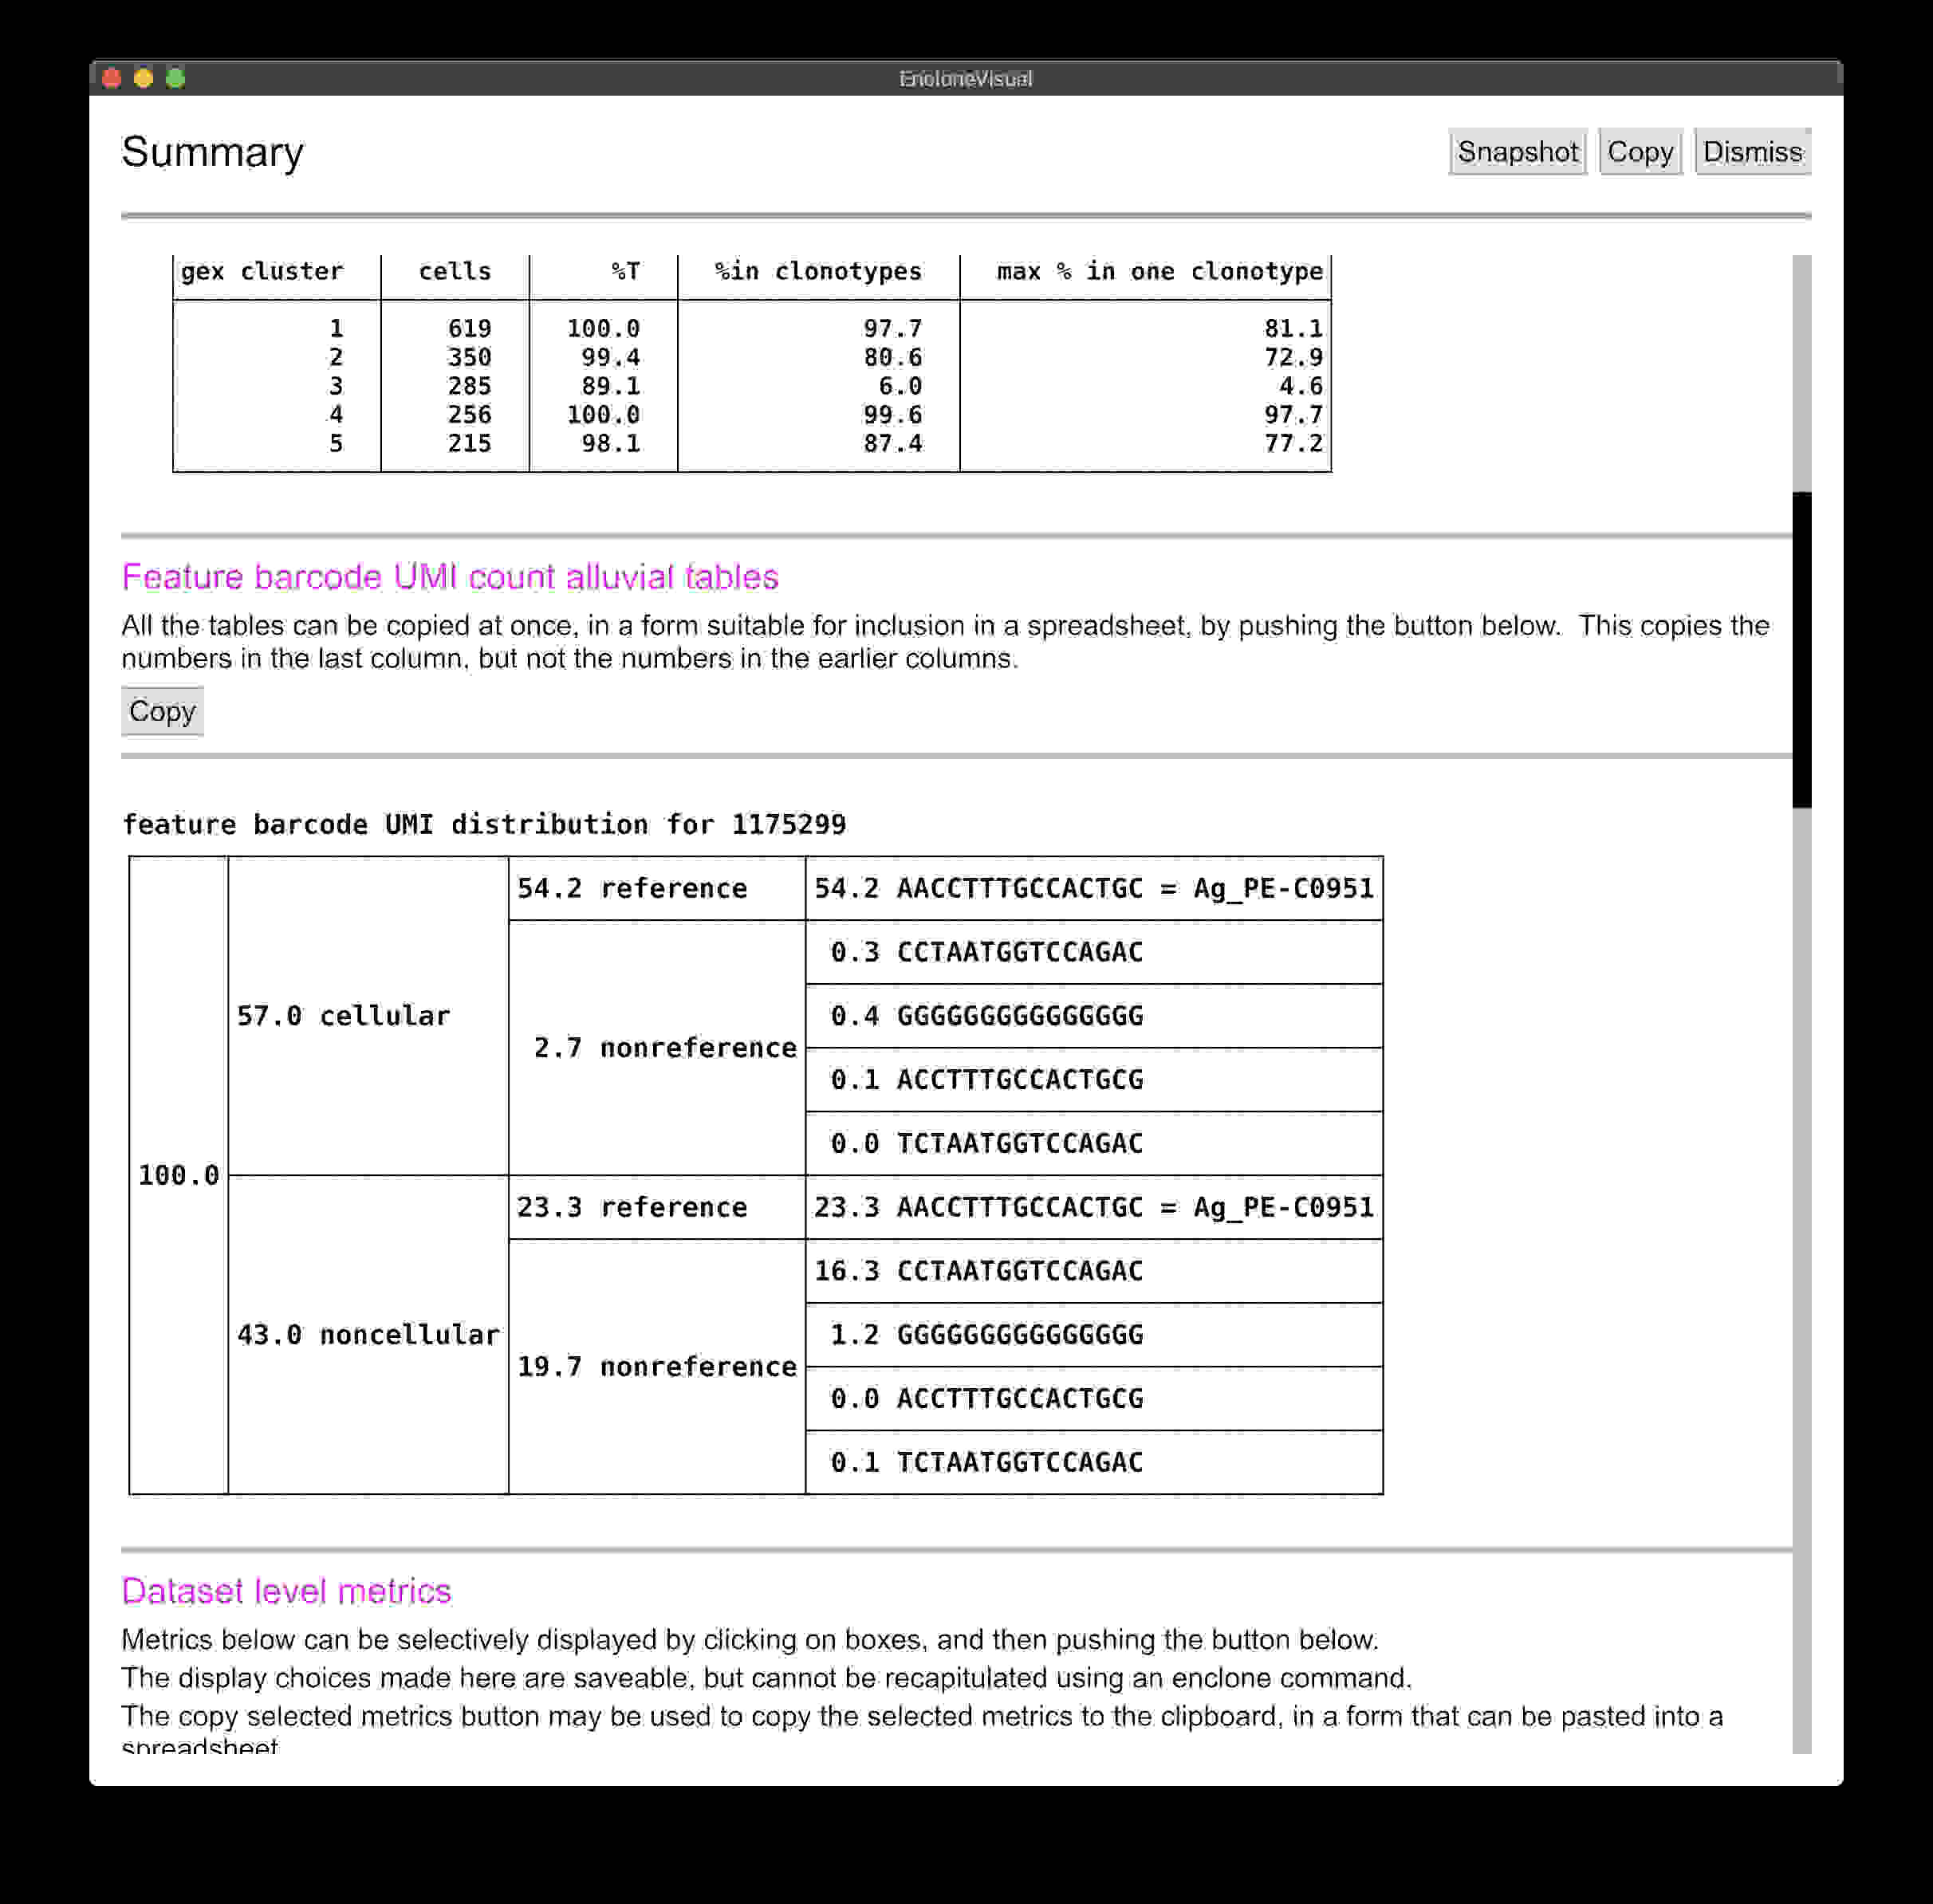 EncloneVisual
Summary Snapshot Copy Dismiss
gex cluster cells %T %in clonotypes max % in one clonotype
1 619 100.0 97.7 81.1
2 350 99.4 80.6 72.9
3 285 89.1 6.0 4.6
4 256 100.0 99.6 97.7
5 215 98.1 87.4 77.2
Feature barcode UMI count alluvial tables
All the tables can be copied at once, in a form suitable for inclusion in a spreadsheet, by pushing the button below. This copies the
numbers in the last column, but not the numbers in the earlier columns.
Copy
feature barcode UMI distribution for 1175299
54.2 reference 54.2 AACCTTTGCCACTGC = Ag_PE-C0951
0.3 CCTAATGGTCCAGAC
57.0 cellular 0.4 GGGGGGGGGGGGGGG
2.7 nonreference
0.1 ACCTTTGCCACTGCG
0.0 TCTAATGGTCCAGAC
100.0
23.3 reference 23.3 AACCTTTGCCACTGC = Ag_PE-C0951
16.3 CCTAATGGTCCAGAC
43.0 noncellular 1.2 GGGGGGGGGGGGGGG
19.7 nonreference
0.0 ACCTTTGCCACTGCG
0.1 TCTAATGGTCCAGAC
Dataset level metrics
Metrics below can be selectively displayed by clicking on boxes, and then pushing the button below.
The display choices made here are saveable, but cannot be recapitulated using an enclone command.
The copy selected metrics button may be used to copy the selected metrics to the clipboard, in a form that can be pasted into a
spreadsheet